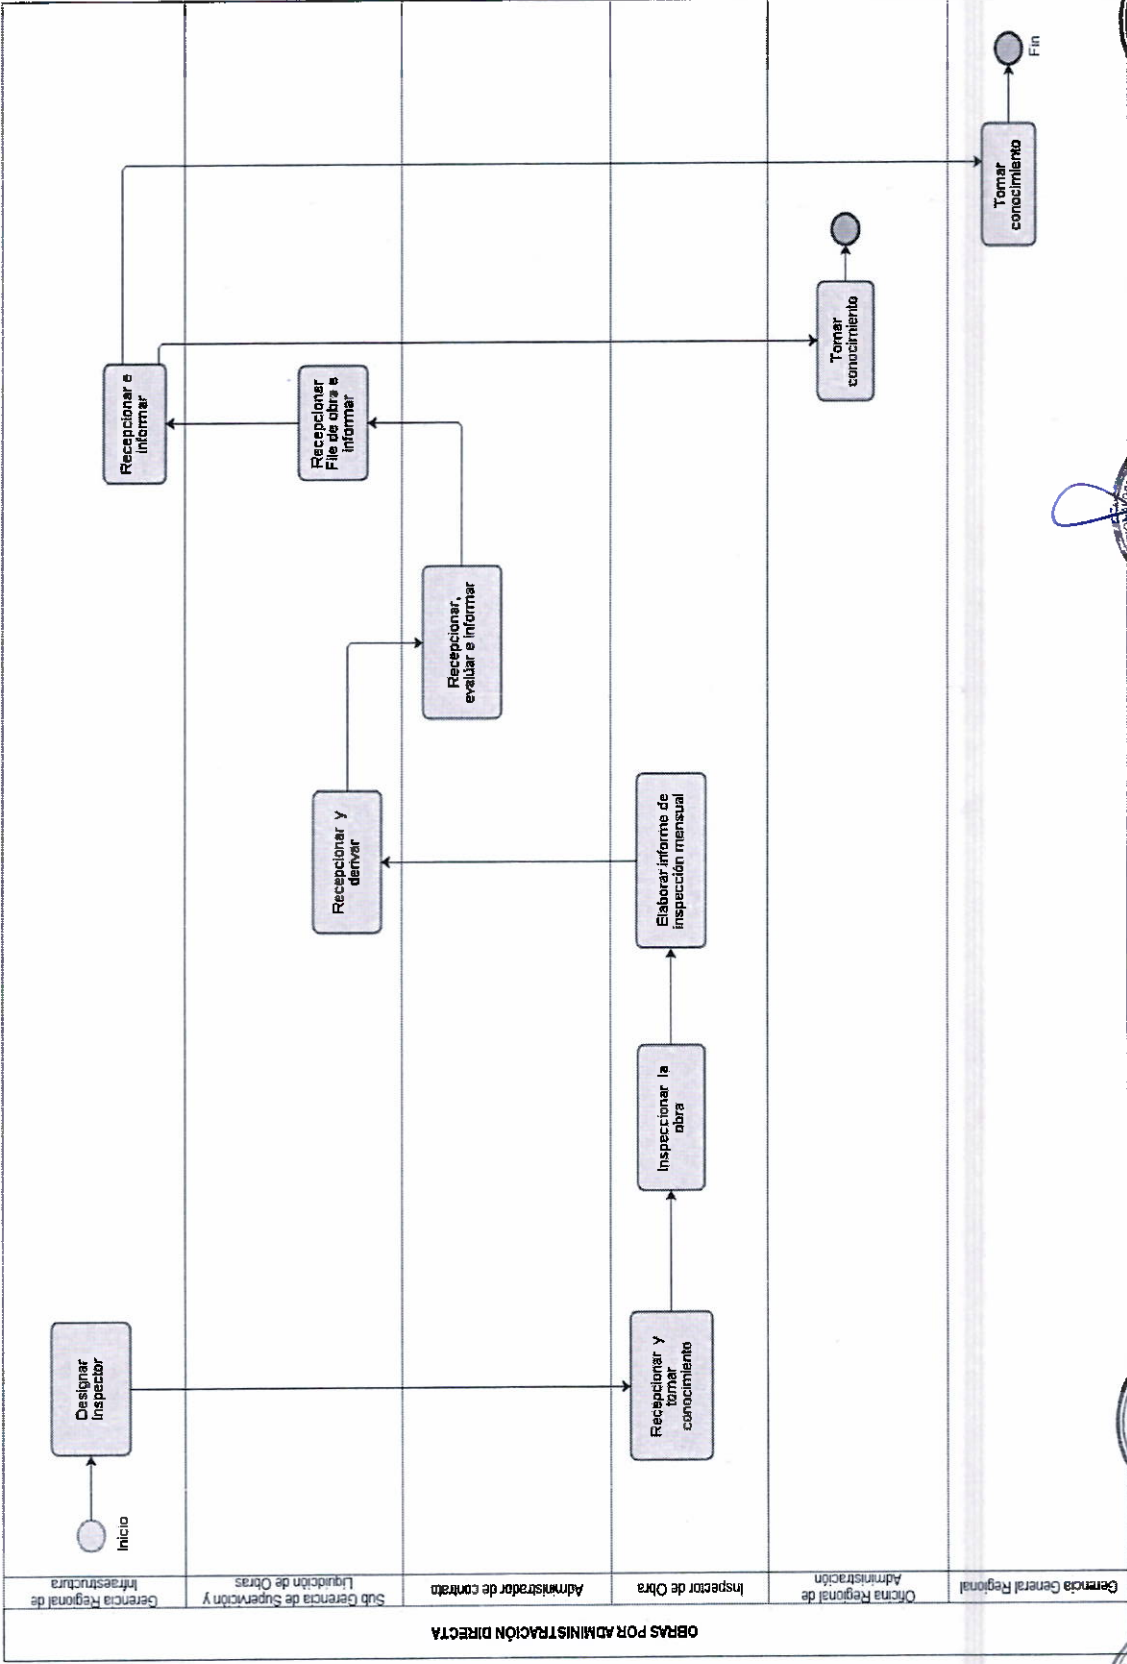 OBRAS POR ADMINISTRACIÓN DIRECTA
Gerencia Regional de
Infraestructura
Sub Gerencia de Supervición y
Liquidación de Obras
Administrador de contrato
Inspector de Obra
Oficina Regional de
Administración
Gerencia General Regional
Inicio
Designar
Inspector
Recepcionar y
tomar
conocimiento
Inspeccionar la
obra
Elaborar informe de
inspección mensual
Recepcionar y
derivar
Recepcionar,
evalúar e informar
Recepcionar
File de obra e
informar
Recepcionar e
informar
Tomar
conocimiento
Tomar
conocimiento
Fin